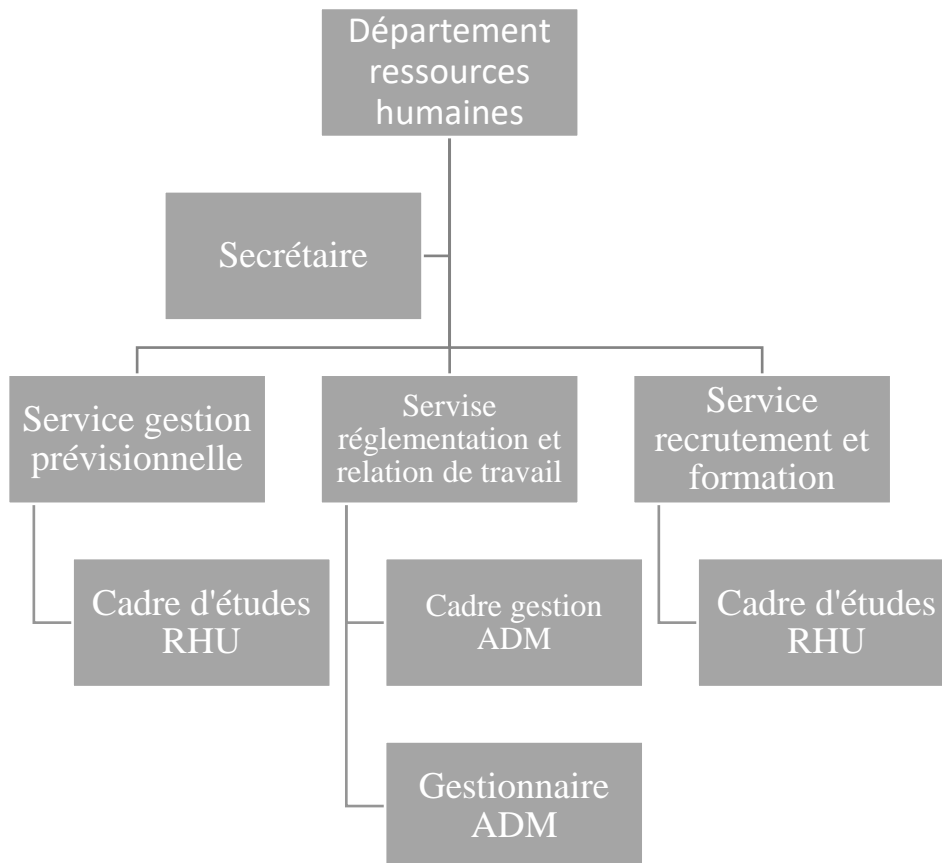 Département
ressources
humaines
Secrétaire
Service gestion
prévisionnelle
Servise
réglementation et
relation de travail
Service
recrutement et
formation
Cadre d'études
RHU
Cadre gestion
ADM
Cadre d'études
RHU
Gestionnaire
ADM